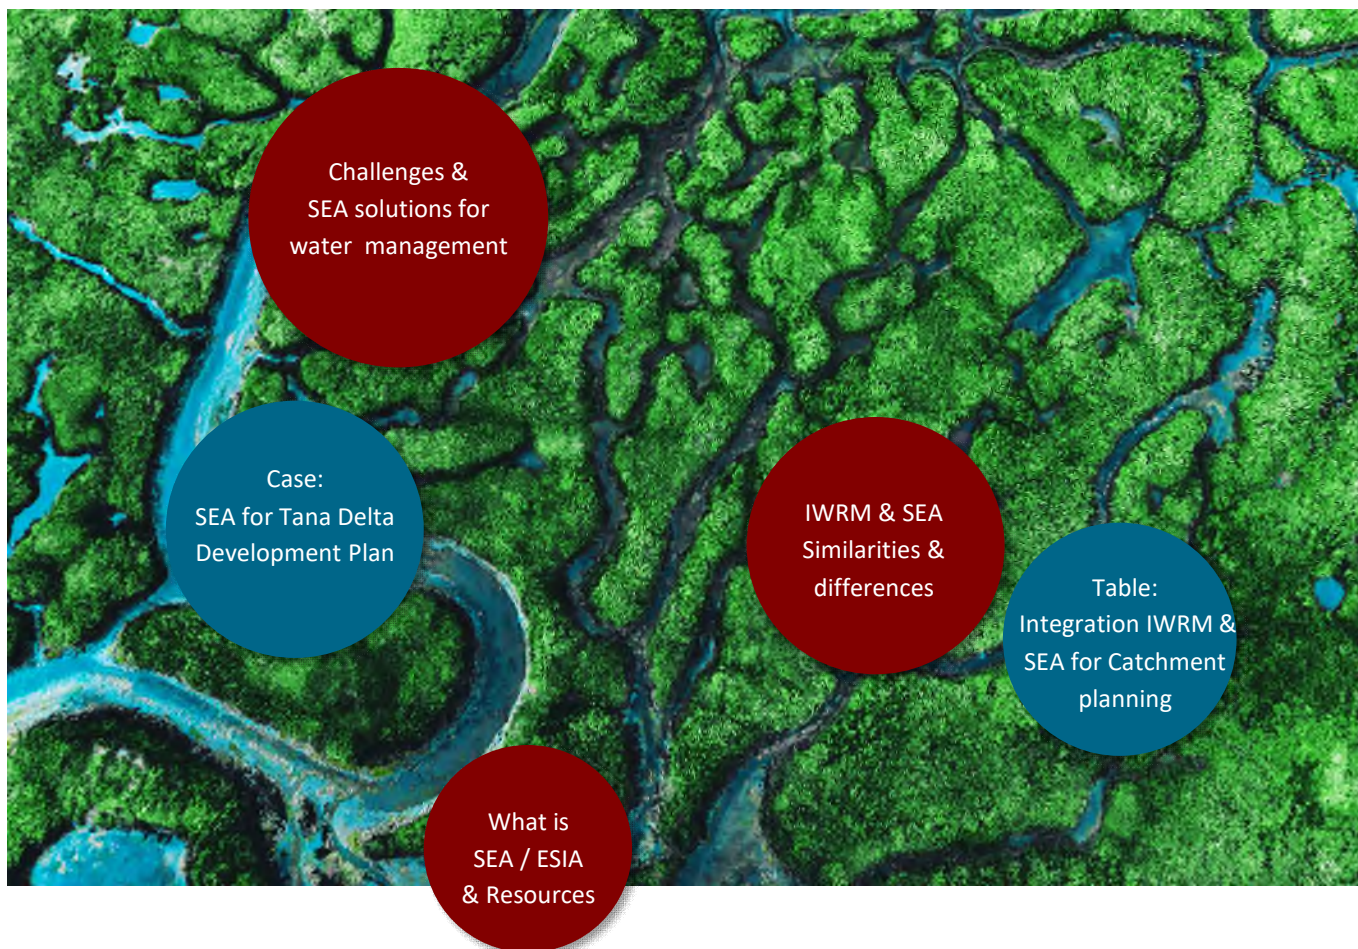 Challenges &
SEA solutions for
water management
Case:
SEA for Tana Delta
Development Plan
IWRM & SEA
Similarities &
differences
Table:
Integration IWRM &
SEA for Catchment
planning
What is
SEA / ESIA
& Resources